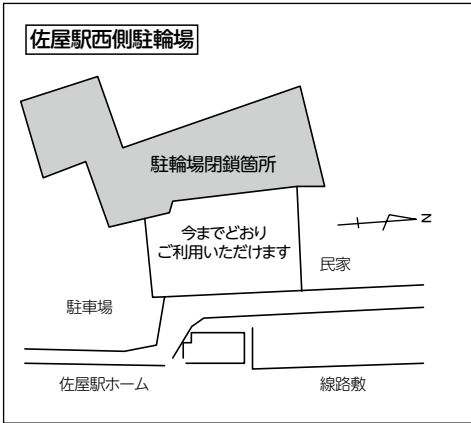 佐屋駅西側駐輪場
駐輪場閉鎖箇所
今までどおり
ご利用いただけます
N
民家
駐車場
佐屋駅ホーム
線路敷